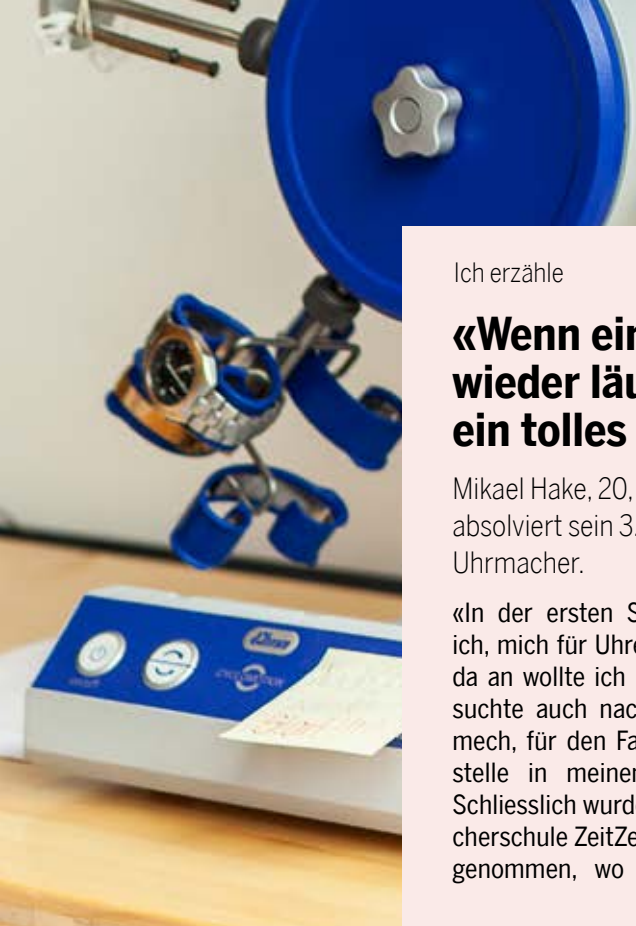 Elma
CYCLOMOTION
Ich erzähle
«Wenn ein
wieder läu
ein tolles
Mikael Hake, 20,
absolviert sein 3.
Uhrmacher.
«In der ersten S
ich, mich für Uhre
da an wollte ich
suchte auch nac
mech, für den Fa
stelle in meiner
Schliesslich wurd
cherschule ZeitZe
genommen, wo